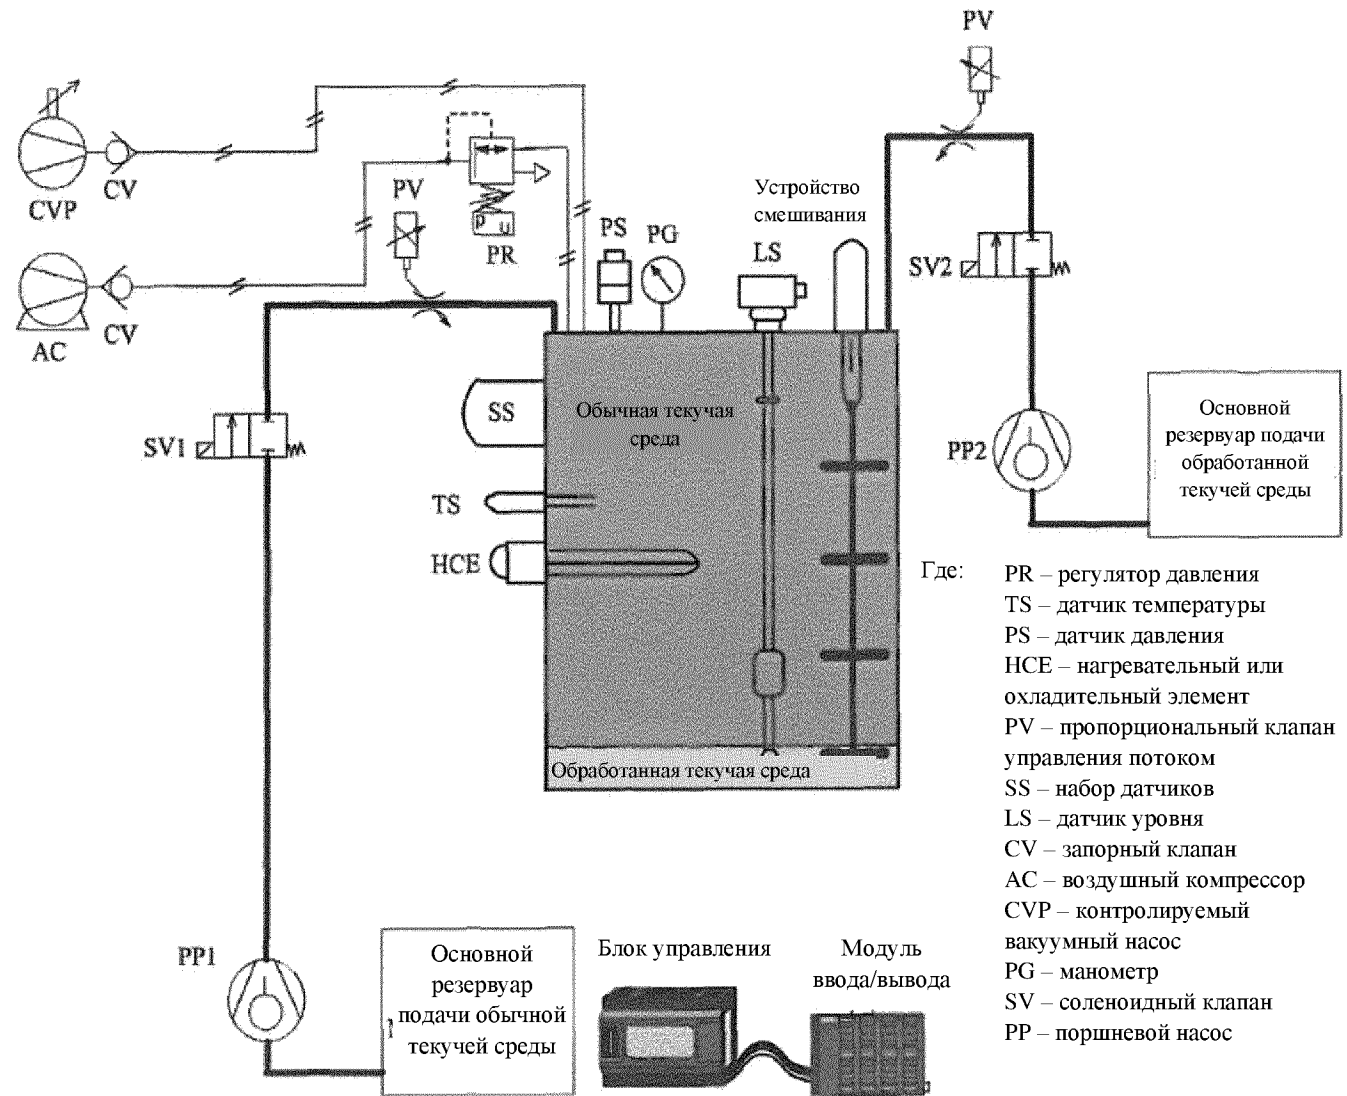 PV
CVP
CV
PV
PR
PS
PG
LS
Устройство
смешивания
SV2
AC
CV
SV1
SS
Обычная текучая
среда
TS
HCE
PP2
Основной
резервуар подачи
обработанной
текучей среды
Обработанная текучая среда
p
u
Где:
PR – регулятор давления
TS – датчик температуры
PS – датчик давления
HCE – нагревательный или
охладительный элемент
PV – пропорциональный клапан
управления потоком
SS – набор датчиков
LS – датчик уровня
CV – запорный клапан
AC – воздушный компрессор
CVP – контролируемый
вакуумный насос
PG – манометр
SV – соленоидный клапан
PP – поршневой насос
PP1
Основной
резервуар
подачи обычной
текучей среды
Блок управления
Модуль
ввода/вывода